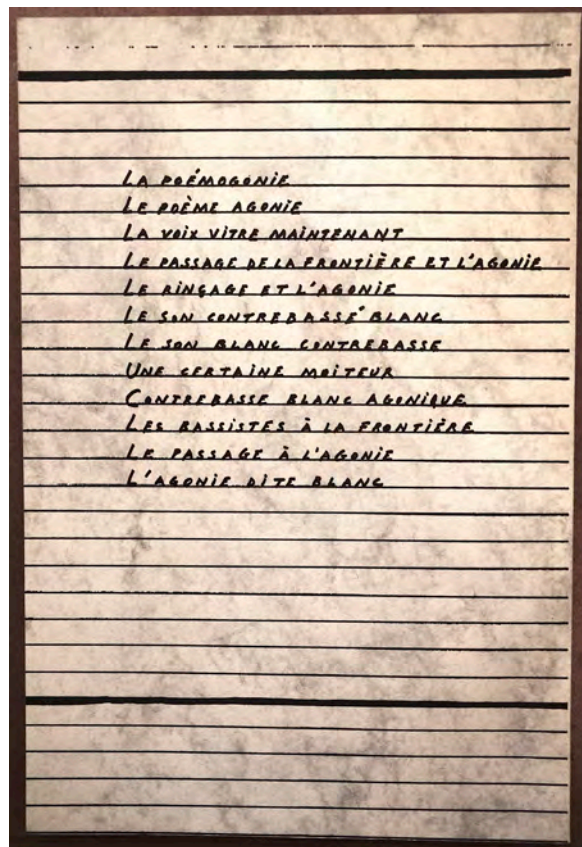 LA POÉMOGONIE
LE POÈME AGONIE
LA VOIX VITRE MAINTENANT
LE PASSAGE DE LA FRONTIÈRE ET L'AGONIE
LE RINÇAGE ET L'AGONIE
LE SON CONTREBASSÉ BLANC
LE SON BLANC CONTREBASSE
UNE CERTAINE MOITEUR
CONTREBASSE BLANC AGONIQUE
LES BASSISTES À LA FRONTIÈRE
LE PASSAGE À L'AGONIE
L'AGONIE DITE BLANC